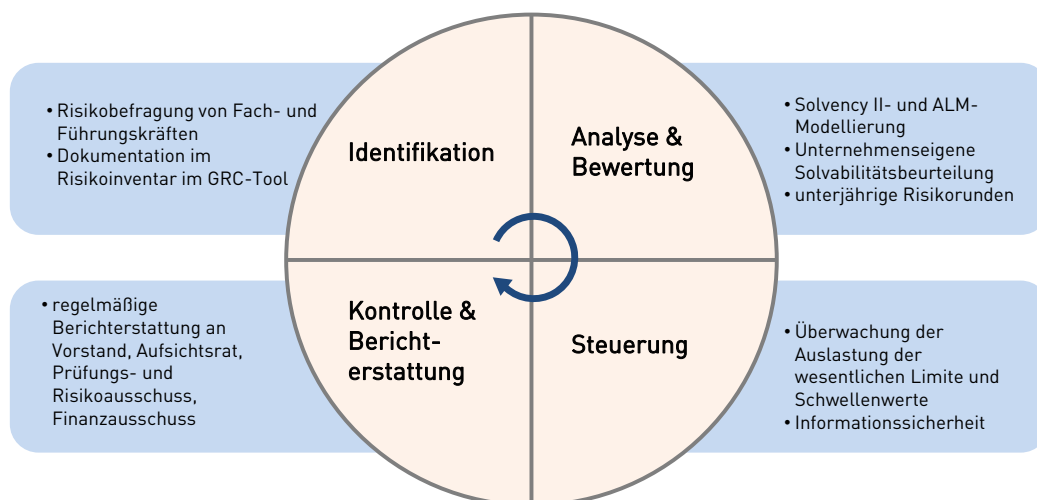 • Risikobefragung von Fach- und
Führungskräften
• Dokumentation im
Risikoinventar im GRC-Tool
Identifikation
Analyse &
Bewertung
• Solvency II- und ALM-
Modellierung
• Unternehmenseigene
Solvabilitätsbeurteilung
• unterjährige Risikorunden
• regelmäßige
Berichterstattung an
Vorstand, Aufsichtsrat,
Prüfungs- und
Risikoausschuss,
Finanzausschuss
Kontrolle &
Bericht-
erstattung
Steuerung
• Überwachung der
Auslastung der
wesentlichen Limite und
Schwellenwerte
• Informationssicherheit